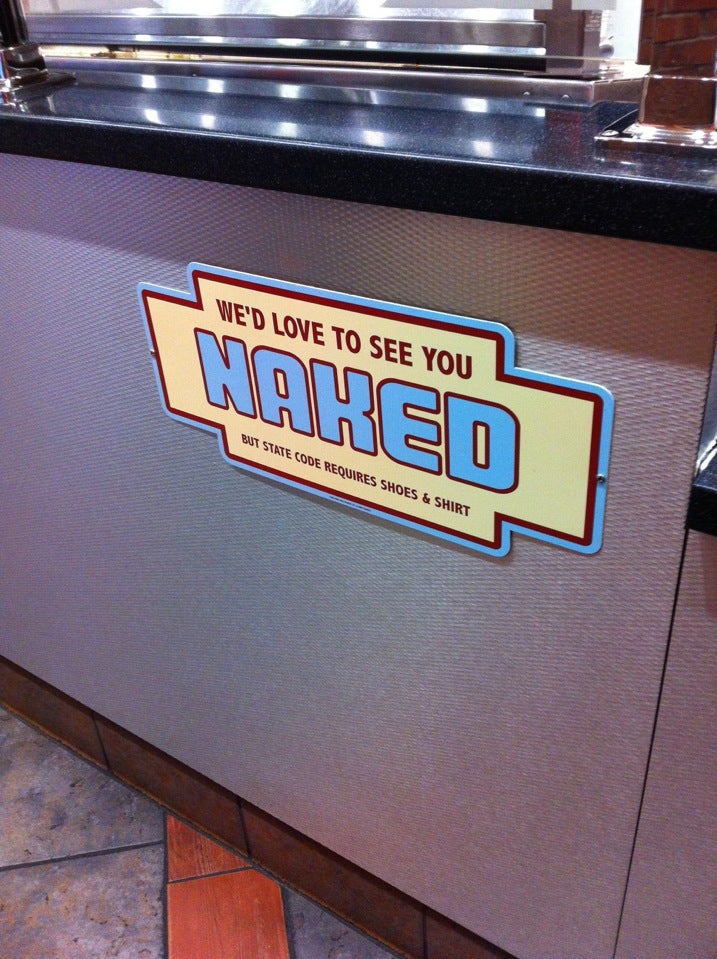 WE'D LOVE TO SEE YOU
NAKED
BUT STATE CODE REQUIRES SHOES & SHIRT